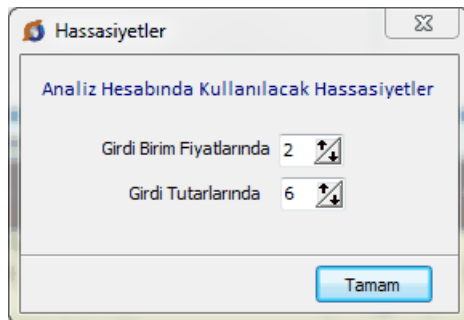 Hassasiyetler
Analiz Hesabında Kullanılacak Hassasiyetler
Girdi Birim Fiyatlarında 2
Girdi Tutarlarında 6
Tamam